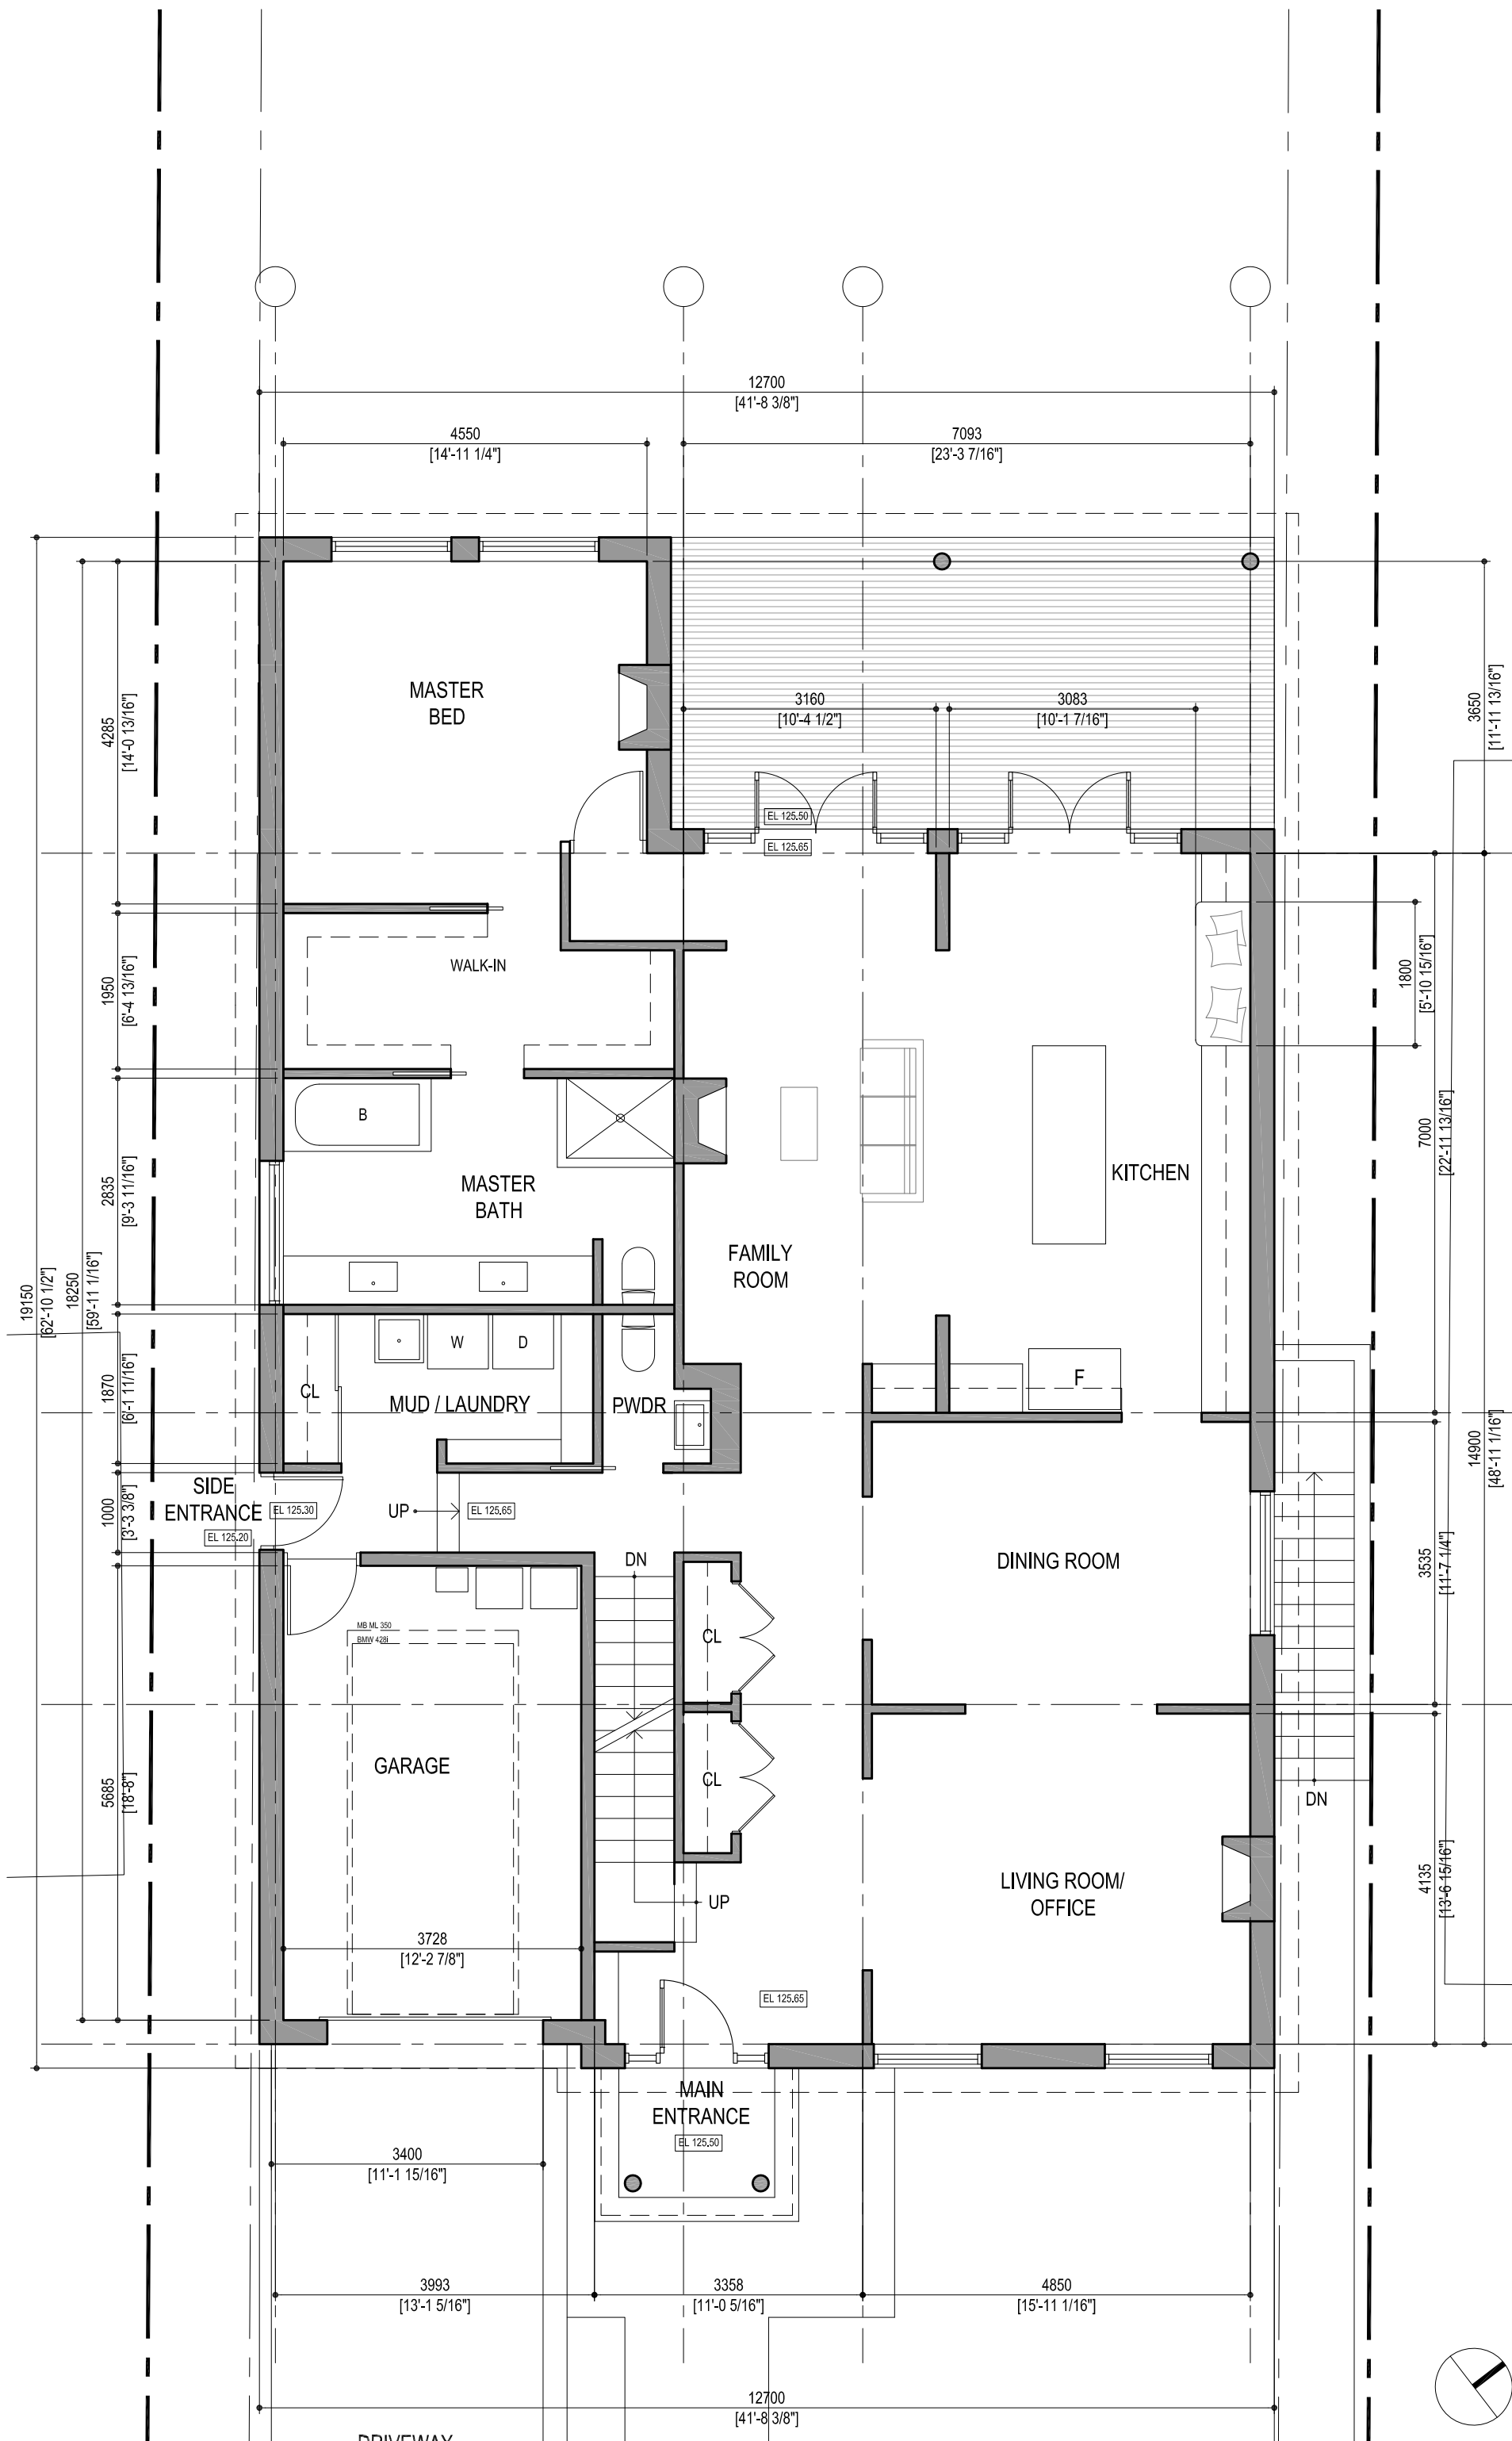 12700
[41'-8 3/8"]
4550
[14'-11 1/4"]
7093
[23'-3 7/16"]
MASTER
BED
3160
[10'-4 1/2"]
3083
[10'-1 7/16"]
3650
[11'-11 13/16"]
4285
[14'-0 13/16"]
EL 125.50
EL 125.65
WALK-IN
1950
[6'-4 13/16"]
1800
[5'-10 15/16"]
B
7000
[22'-11 13/16"]
KITCHEN
MASTER
BATH
2835
[9'-3 11/16"]
FAMILY
ROOM
19150
[62'-10 1/2"]
18250
[59'-11 1/16"]
W
D
F
CL
MUD / LAUNDRY
PWDR
1870
[6'-1 11/16"]
14900
[48'-11 1/16"]
SIDE
ENTRANCE
EL 125.30
EL 125.20
UP
EL 125.65
1000
[3'-3 3/8"]
DN
DINING ROOM
3535
[11'-7 1/4"]
MB ML 350
BMW 428i
CL
GARAGE
CL
DN
5685
[18'-8"]
LIVING ROOM/
OFFICE
4135
[13'-6 15/16"]
UP
3728
[12'-2 7/8"]
EL 125.65
MAIN
ENTRANCE
EL 125.50
3400
[11'-1 15/16"]
3993
[13'-1 5/16"]
3358
[11'-0 5/16"]
4850
[15'-11 1/16"]
12700
[41'-8 3/8"]
DRIVEWAY